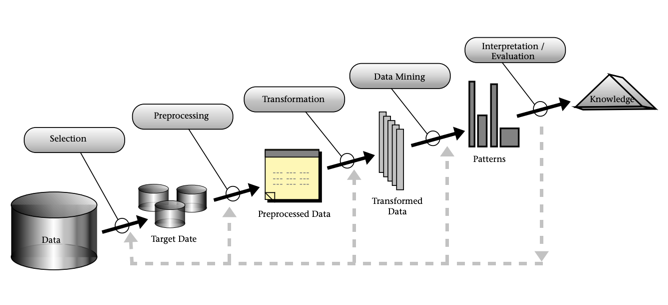 Interpretation /
Evaluation
Data Mining
Knowledge
Transformation
Preprocessing
Selection
Patterns
Transformed
Data
Preprocessed Data
Target Date
Data